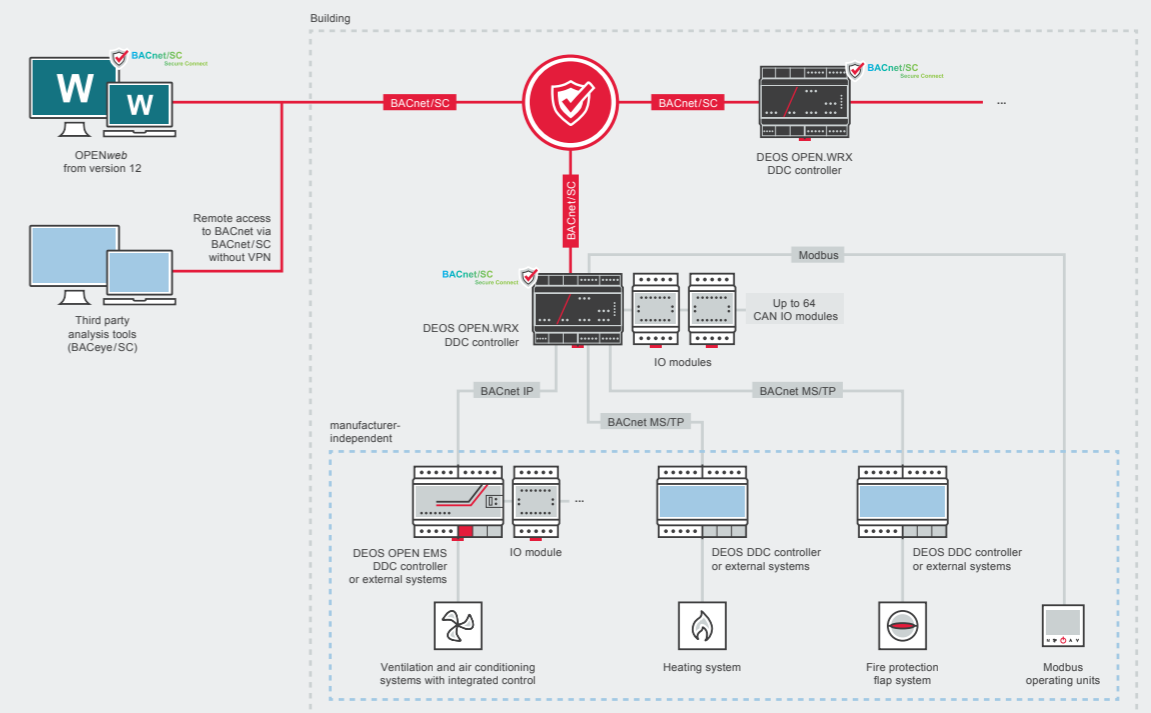 Building
BACnet/SC
Secure Connect
W
W
OPENweb
from version 12
BACnet/SC
BACnet/SC
BACnet/SC
Secure Connect
...
DEOS OPEN.WRX
DDC controller
BACnet/SC
Remote access
to BACnet via
BACnet/SC
without VPN
Third party
analysis tools
(BACeye/SC)
Modbus
BACnet/SC
Secure Connect
DEOS OPEN.WRX
DDC controller
Up to 64
CAN IO modules
IO modules
BACnet IP
BACnet MS/TP
BACnet MS/TP
manufacturer-
independent
...
DEOS OPEN EMS
DDC controller
or external systems
IO module
DEOS DDC controller
or external systems
DEOS DDC controller
or external systems
Ventilation and air conditioning
systems with integrated control
Heating system
Fire protection
flap system
Modbus
operating units